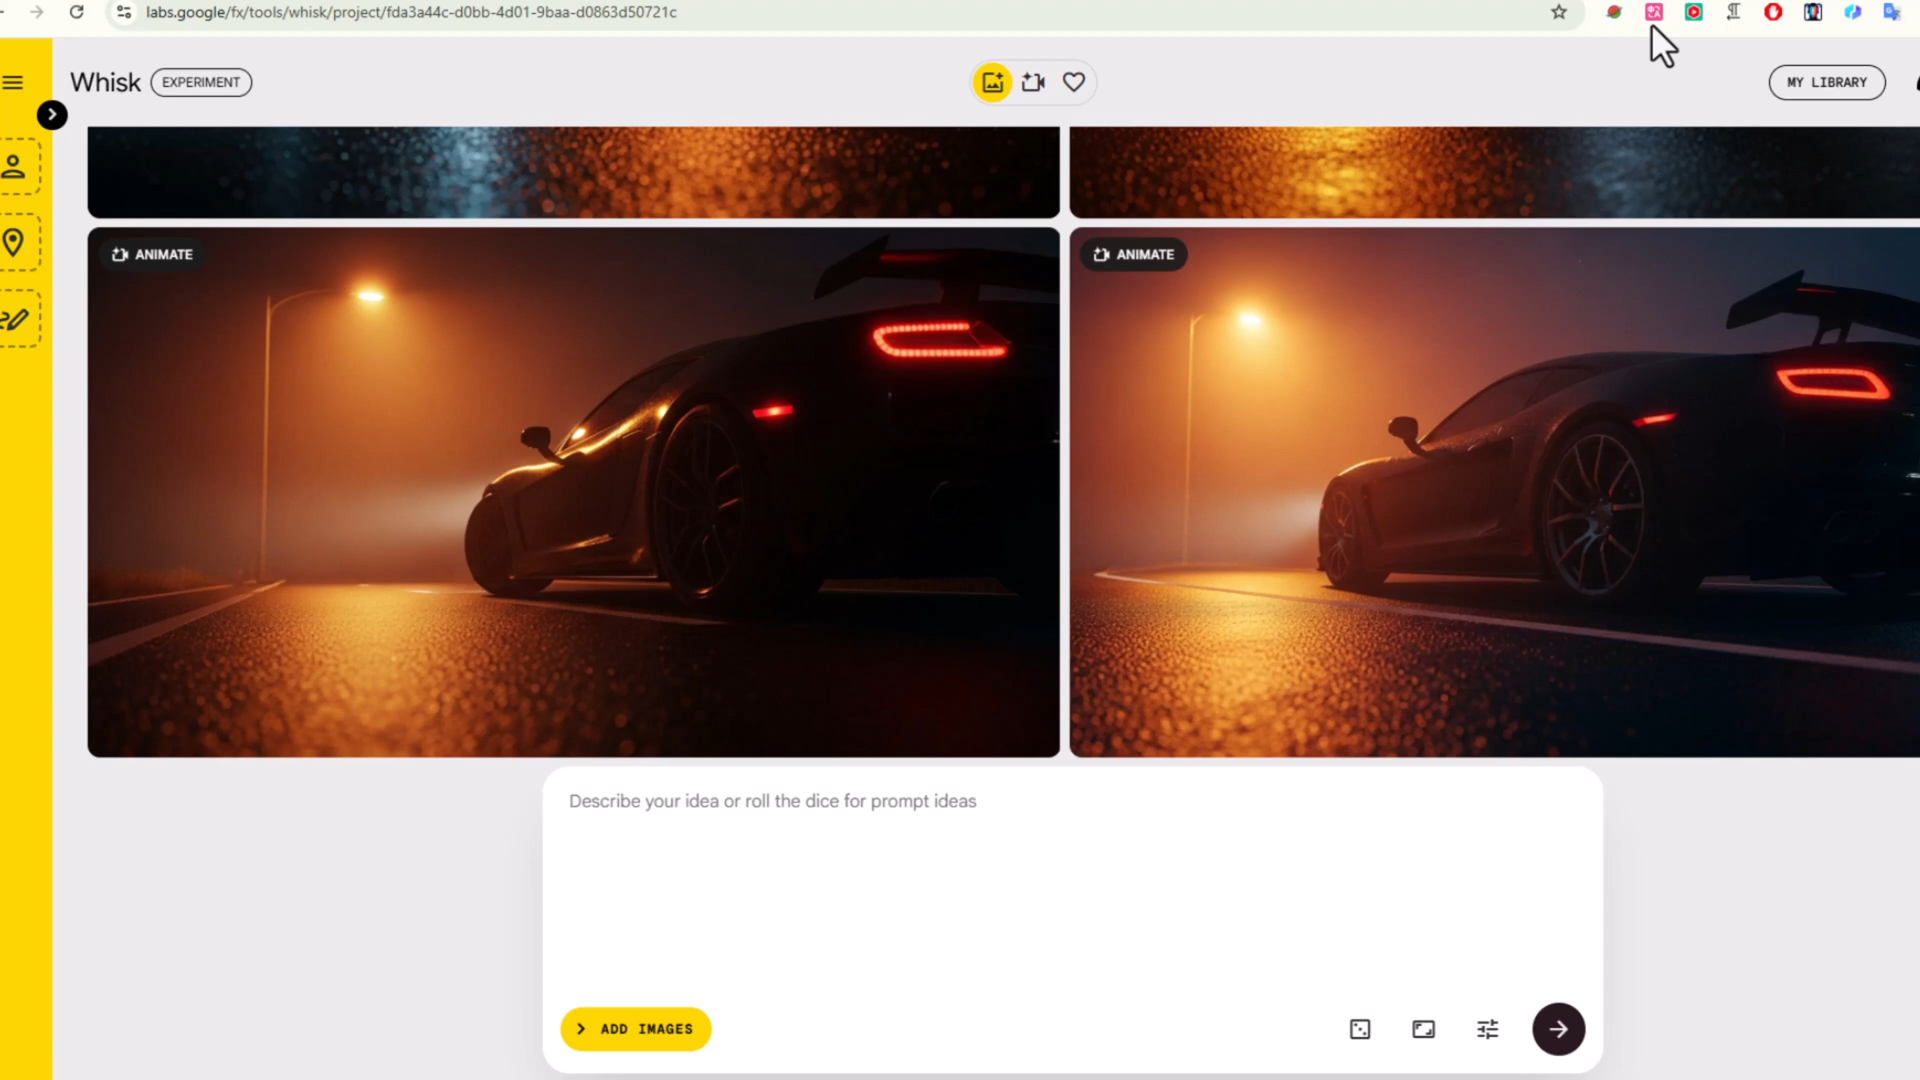 labs.google/fx/tools/whisk/project/fda3a44c-d0bb-4d01-9baa-d0863d50721c
Whisk
EXPERIMENT
MY LIBRARY
ANIMATE
ANIMATE
Describe your idea or roll the dice for prompt ideas
ADD IMAGES